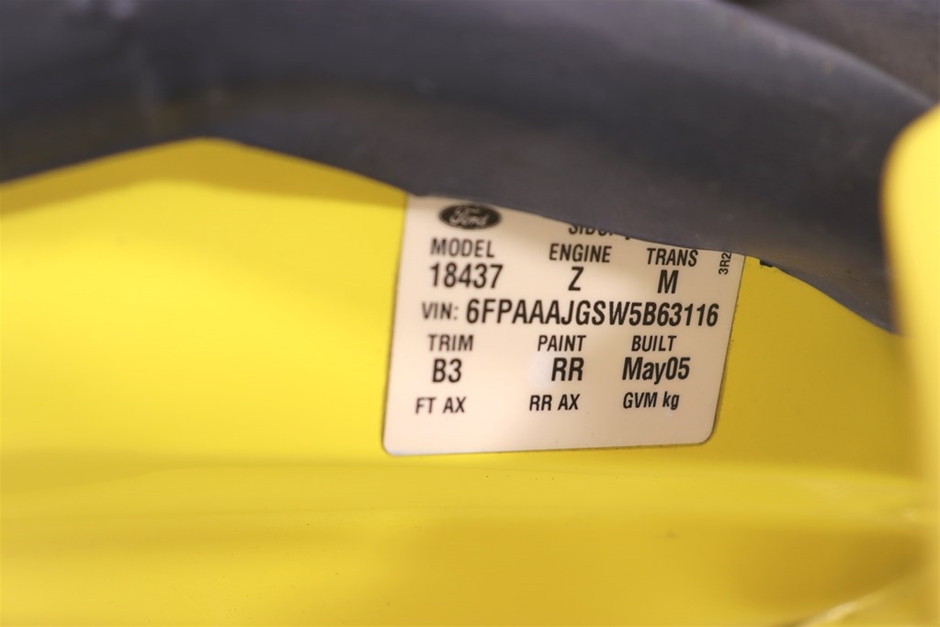 Ford
MODEL ENGINE TRANS
18437 Z M
VIN: 6FPAAAJGSW5B63116
TRIM PAINT BUILT
B3 RR May05
FT AX RR AX GVM kg
3R2